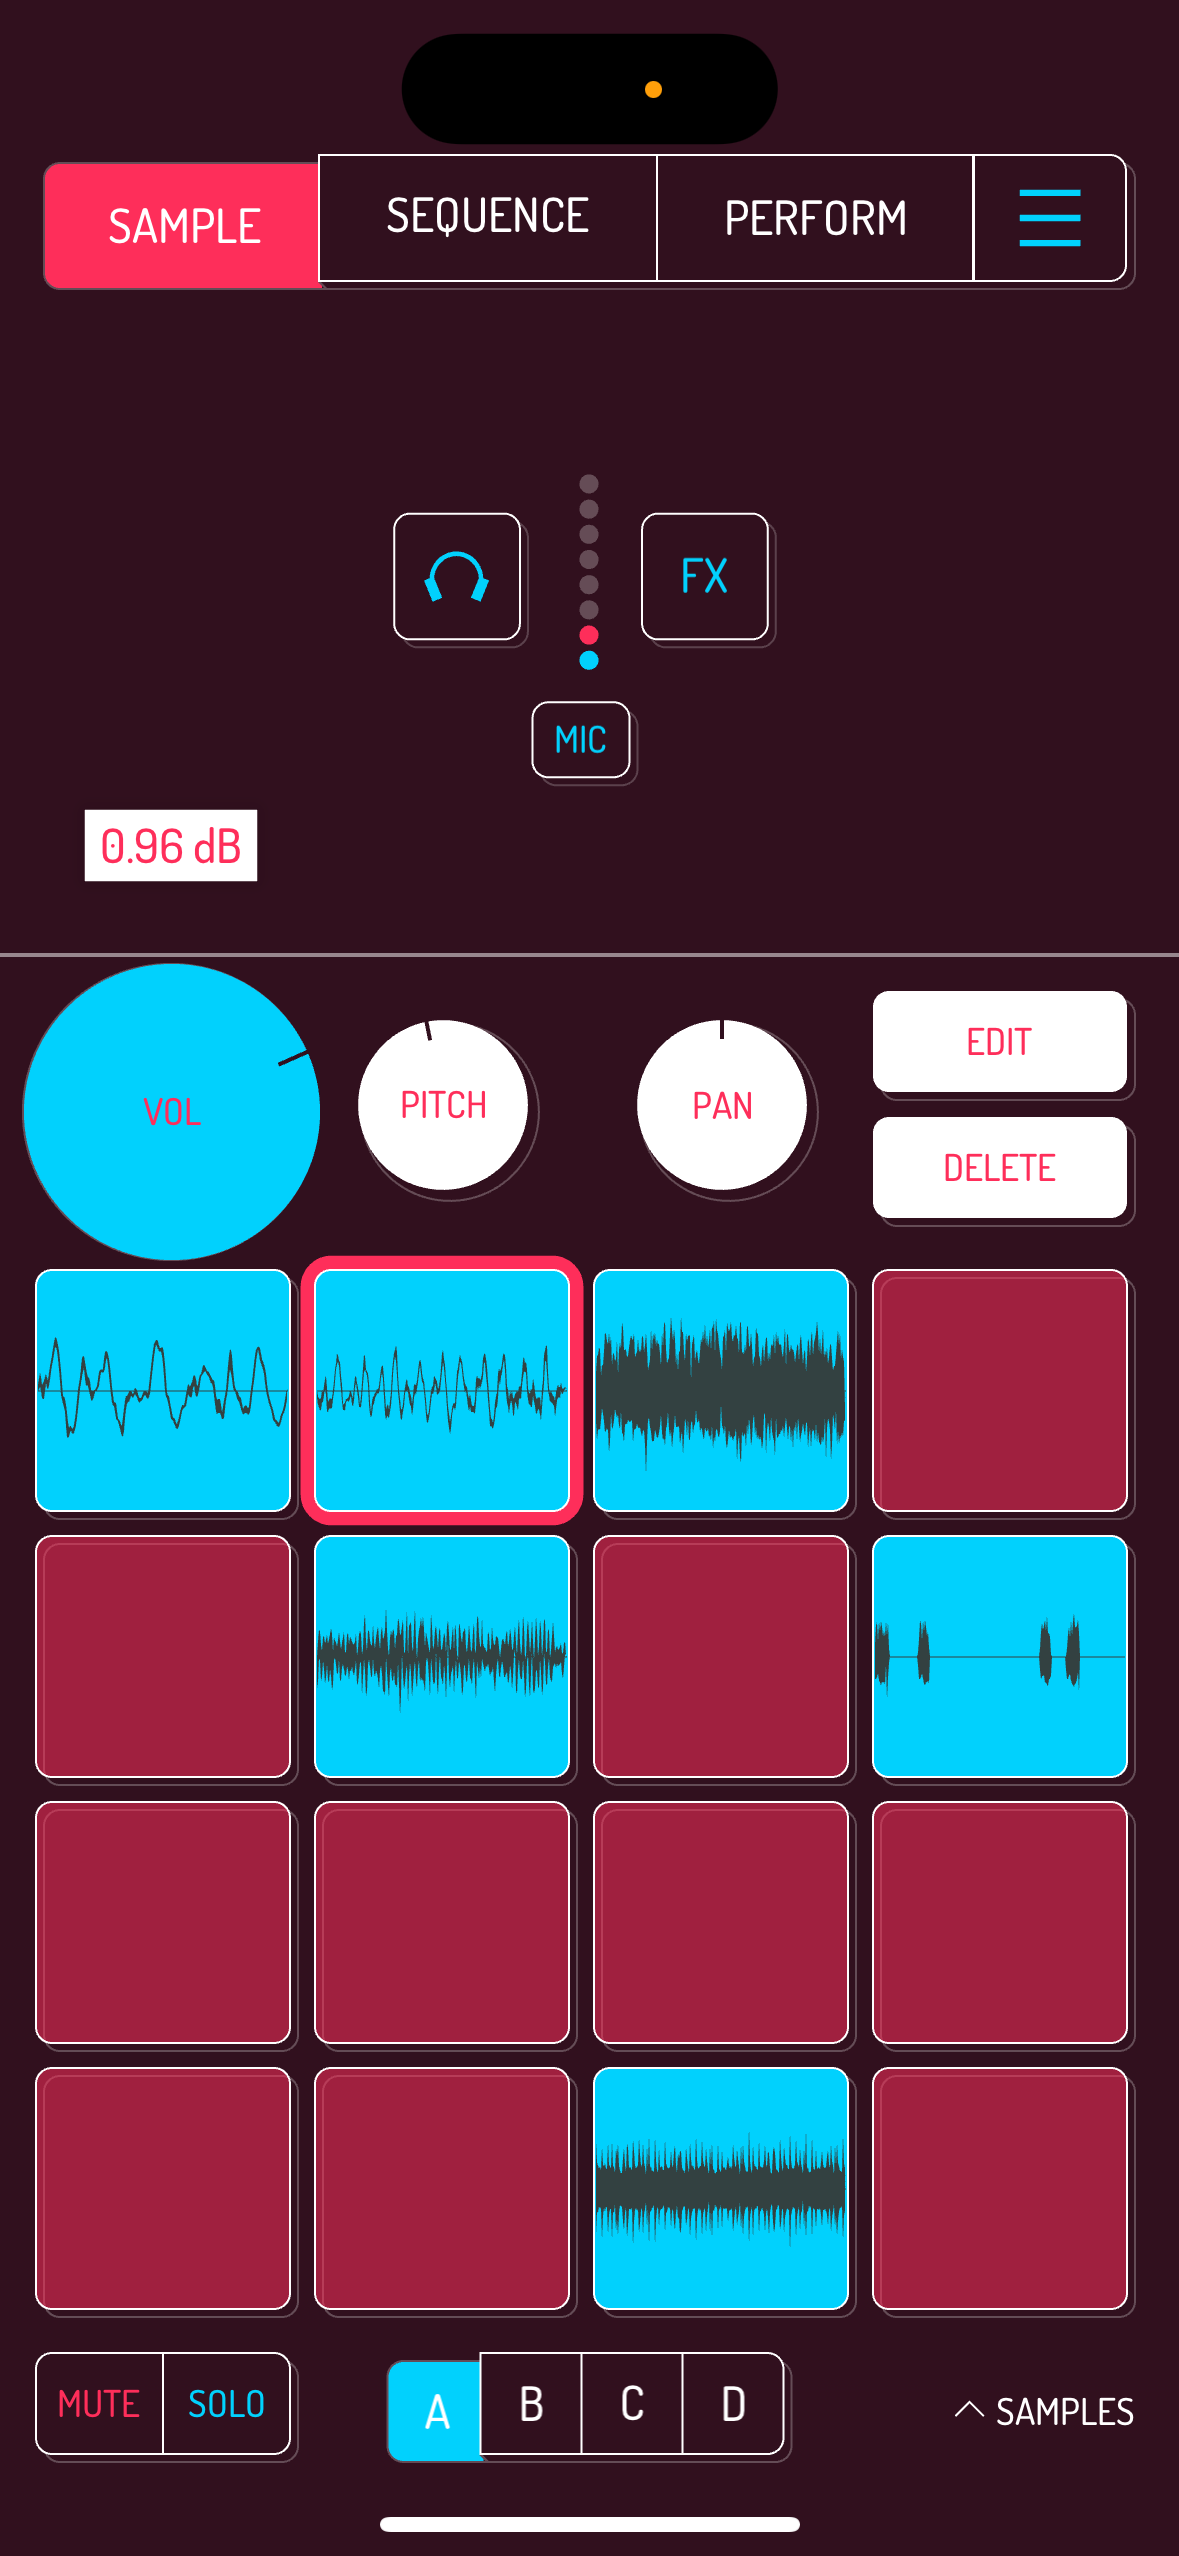 SAMPLE SEQUENCE PERFORM
FX
MIC
0.96 dB
VOL PITCH PAN EDIT
DELETE
MUTE SOLO A B C D SAMPLES